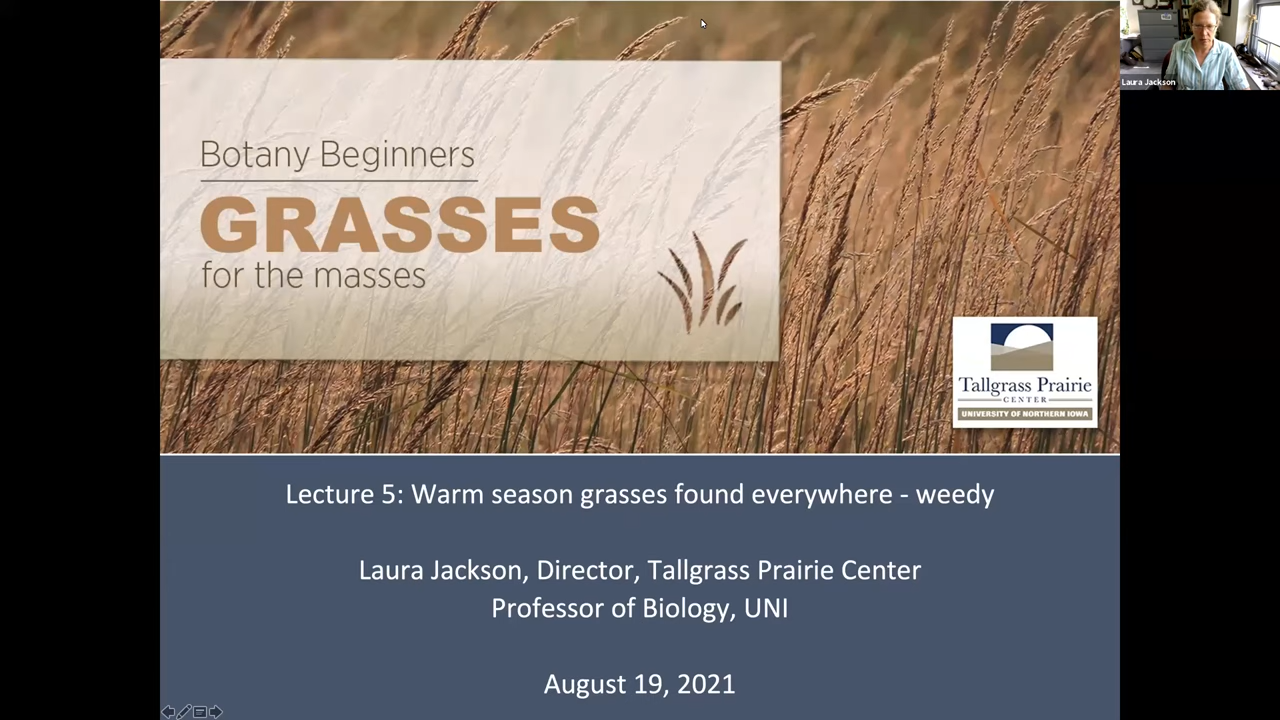 Botany Beginners
GRASSES
for the masses
Tallgrass Prairie
CENTER
UNIVERSITY OF NORTHERN IOWA
Laura Jackson
Lecture 5: Warm season grasses found everywhere - weedy
Laura Jackson, Director, Tallgrass Prairie Center
Professor of Biology, UNI
August 19, 2021